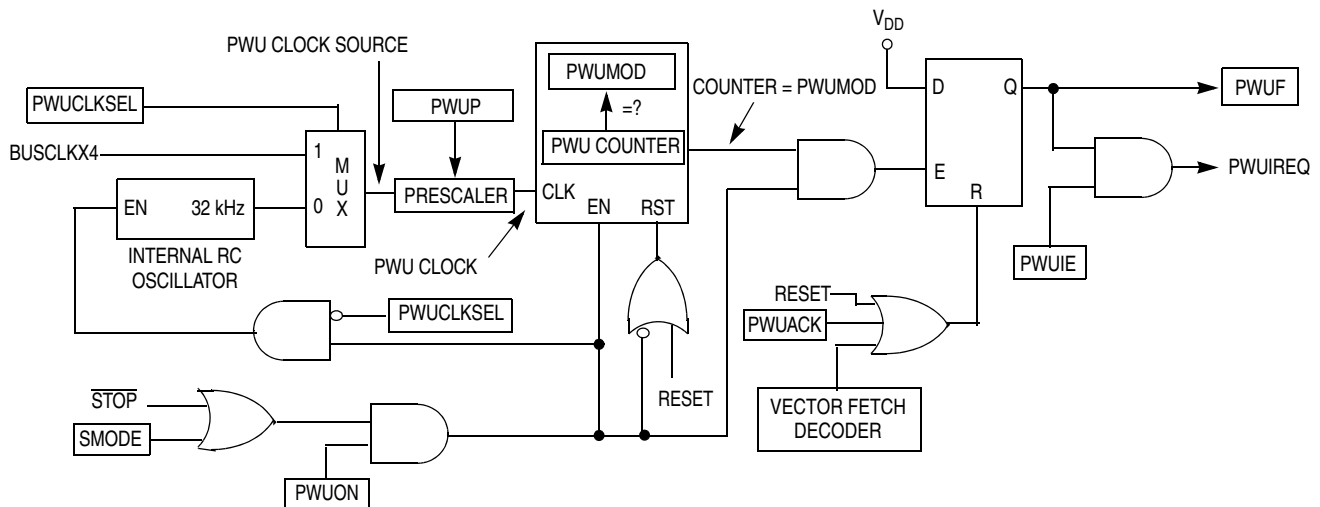 V_DD
PWU CLOCK SOURCE
PWUMOD
=?
PWU COUNTER
COUNTER = PWUMOD
D
Q
PWUF
PWUCLKSEL
PWUP
BUSCLKX4
1
0
MUX
PRESCALER
CLK
EN
RST
E
R
PWUIREQ
EN
32 kHz
INTERNAL RC
OSCILLATOR
PWU CLOCK
PWUIE
PWUCLKSEL
RESET
PWUACK
RESET
VECTOR FETCH
DECODER
S̅T̅O̅P̅
SMODE
PWUON